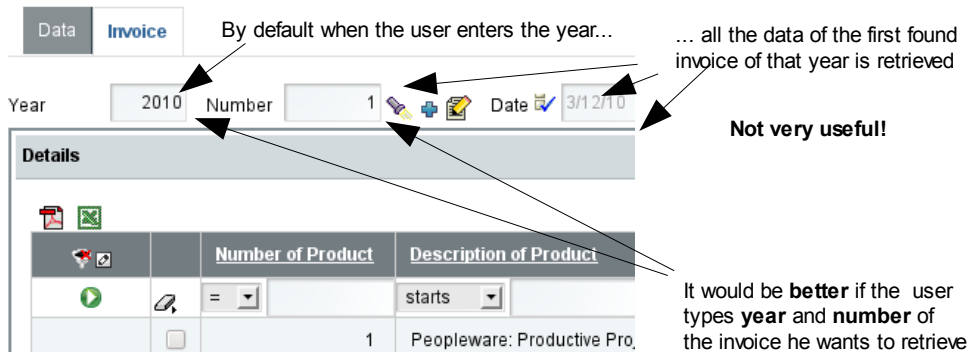 Data Invoice By default when the user enters the year...
... all the data of the first found
invoice of that year is retrieved
Year 2010 Number 1 Date 3/12/10
Not very useful!
Details
Number of Product Description of Product
= starts
1 Peopleware: Productive Proj
It would be better if the user
types year and number of
the invoice he wants to retrieve